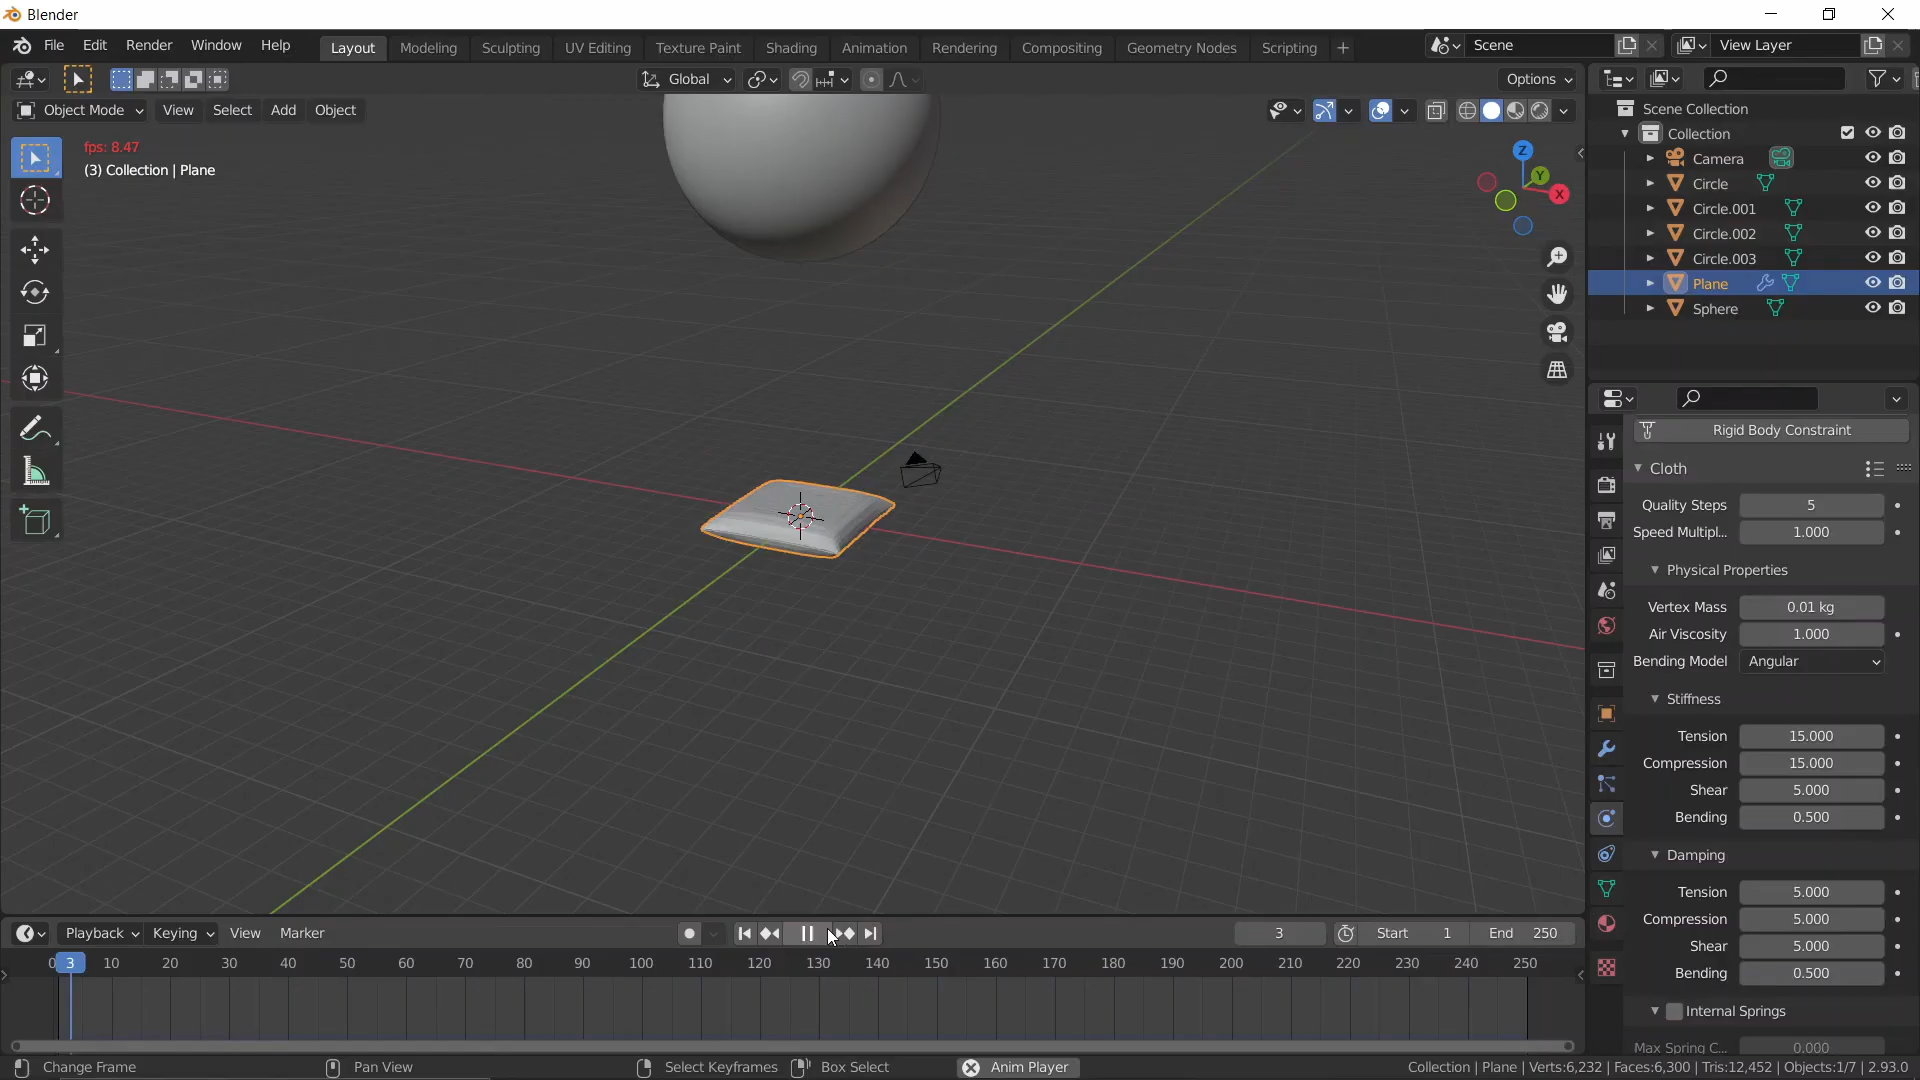 Blender
File Edit Render Window Help Layout Modeling Sculpting UV Editing Texture Paint Shading Animation Rendering Compositing Geometry Nodes Scripting + Scene View Layer
Global Options
Object Mode View Select Add Object
fps: 8.47
(3) Collection | Plane
Z
Y
X
Scene Collection
Collection
Camera
Circle
Circle.001
Circle.002
Circle.003
Plane
Sphere
Rigid Body Constraint
Cloth
Quality Steps 5
Speed Multipl... 1.000
Physical Properties
Vertex Mass 0.01 kg
Air Viscosity 1.000
Bending Model Angular
Stiffness
Tension 15.000
Compression 15.000
Shear 5.000
Bending 0.500
Damping
Tension 5.000
Compression 5.000
Shear 5.000
Bending 0.500
Internal Springs
Max Spring C... 0.000
Playback Keying View Marker 3 Start 1 End 250
0 3 10 20 30 40 50 60 70 80 90 100 110 120 130 140 150 160 170 180 190 200 210 220 230 240 250
Change Frame Pan View Select Keyframes Box Select Anim Player Collection | Plane | Verts:6,232 | Faces:6,300 | Tris:12,452 | Objects:1/7 | 2.93.0